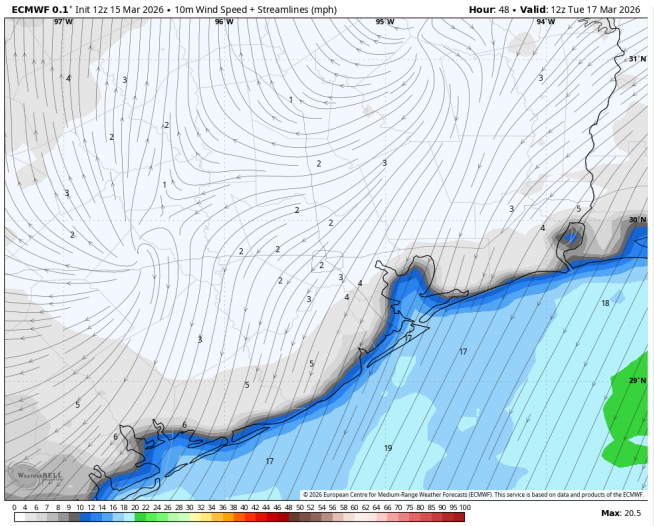 ECMWF 0.1° Init 12z 15 Mar 2026 • 10m Wind Speed + Streamlines (mph)
Hour: 48 • Valid: 12z Tue 17 Mar 2026
97°W 96°W 95°W 94°W
31°N
4 3 3
1
2 2
2 3
3 1
2 3 5
2 2 4
30°N
2 2
2
2 3 4
3 4
18
3 17
17
5
5
29°N
5
6 6
19
17
WEATHERBELL
© 2026 European Centre for Medium-Range Weather Forecasts (ECMWF). This service is based on data and products of the ECMWF.
0 4 6 7 8 9 10 12 14 16 18 20 22 24 26 28 30 32 34 36 38 40 42 44 46 48 50 52 54 56 58 60 62 64 66 68 70 75 80 85 90 95 100
Max: 20.5